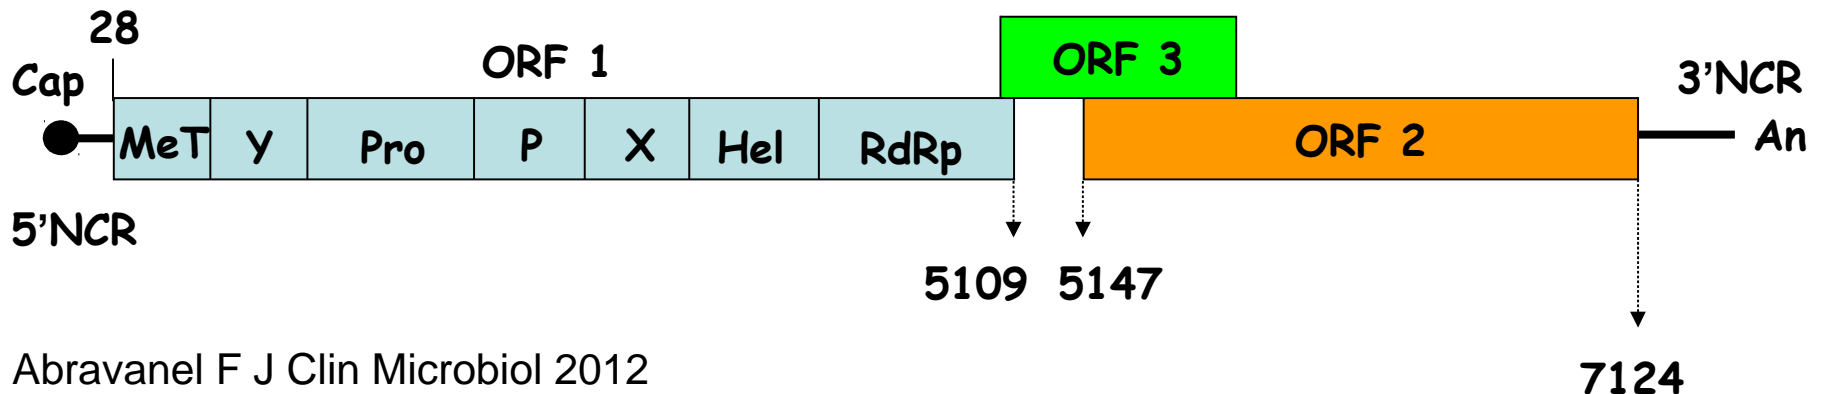 28
Cap
ORF 1
ORF 3
3'NCR
MeT
Y
Pro
P
X
Hel
RdRp
ORF 2
An
5'NCR
5109
5147
7124
Abravanel F J Clin Microbiol 2012